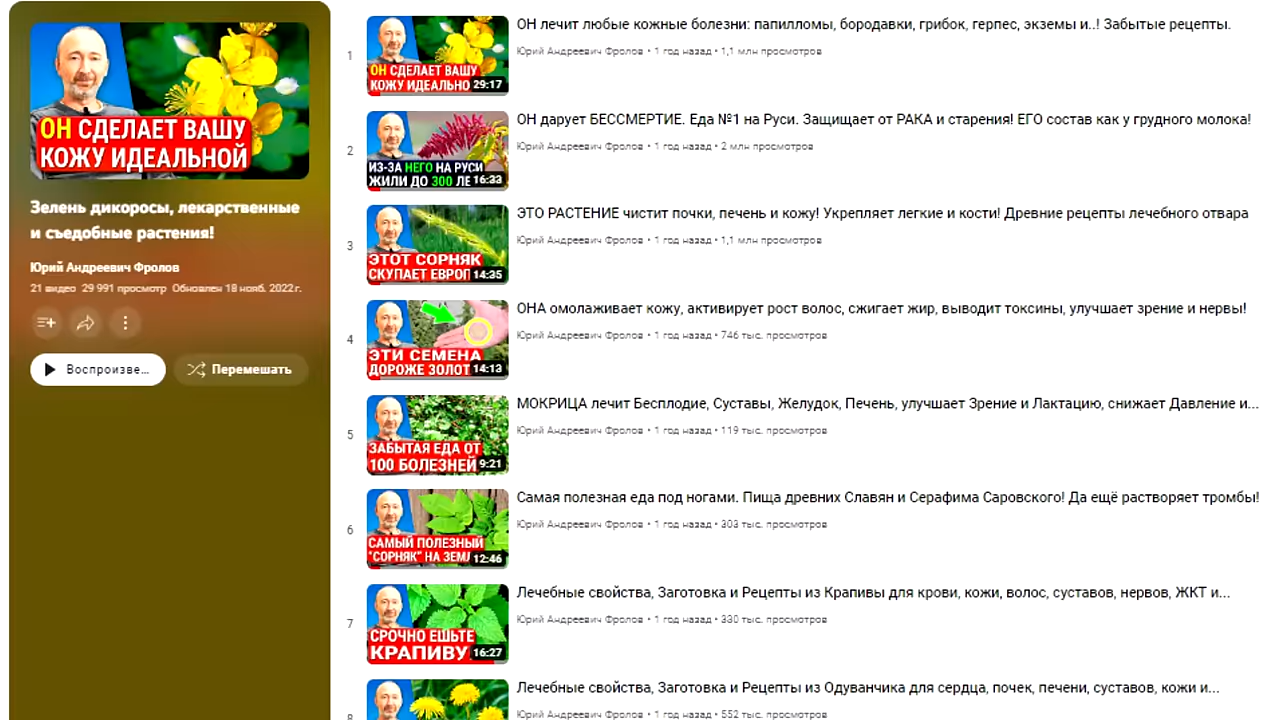 ОН СДЕЛАЕТ ВАШУ
КОЖУ ИДЕАЛЬНОЙ
Зелень дикоросы, лекарственные
и съедобные растения!
Юрий Андреевич Фролов
21 видео 29 991 просмотр Обновлен 18 нояб. 2022 г.
Воспроизве...
Перемешать
1
ОН СДЕЛАЕТ ВАШУ
КОЖУ ИДЕАЛЬНО
29:17
ОН лечит любые кожные болезни: папилломы, бородавки, грибок, герпес, экземы и..! Забытые рецепты.
Юрий Андреевич Фролов • 1 год назад • 1,1 млн просмотров
2
ИЗ-ЗА НЕГО НА РУСИ
ЖИЛИ ДО 300 ЛЕ
16:33
ОН дарует БЕССМЕРТИЕ. Еда №1 на Руси. Защищает от РАКА и старения! ЕГО состав как у грудного молока!
Юрий Андреевич Фролов • 1 год назад • 2 млн просмотров
3
ЭТОТ СОРНЯК
СКУПАЕТ ЕВРОП
14:35
ЭТО РАСТЕНИЕ чистит почки, печень и кожу! Укрепляет легкие и кости! Древние рецепты лечебного отвара
Юрий Андреевич Фролов • 1 год назад • 1,1 млн просмотров
4
ЭТИ СЕМЕНА
ДОРОЖЕ ЗОЛОТ
14:13
ОНА омолаживает кожу, активирует рост волос, сжигает жир, выводит токсины, улучшает зрение и нервы!
Юрий Андреевич Фролов • 1 год назад • 746 тыс. просмотров
5
ЗАБЫТАЯ ЕДА ОТ
100 БОЛЕЗНЕЙ
9:21
МОКРИЦА лечит Бесплодие, Суставы, Желудок, Печень, улучшает Зрение и Лактацию, снижает Давление и...
Юрий Андреевич Фролов • 1 год назад • 119 тыс. просмотров
6
САМЫЙ ПОЛЕЗНЫЙ
"СОРНЯК" НА ЗЕМЛ
12:46
Самая полезная еда под ногами. Пища древних Славян и Серафима Саровского! Да ещё растворяет тромбы!
Юрий Андреевич Фролов • 1 год назад • 303 тыс. просмотров
7
СРОЧНО ЕШЬТЕ
КРАПИВУ
16:27
Лечебные свойства, Заготовка и Рецепты из Крапивы для крови, кожи, волос, суставов, нервов, ЖКТ и...
Юрий Андреевич Фролов • 1 год назад • 330 тыс. просмотров
8
Лечебные свойства, Заготовка и Рецепты из Одуванчика для сердца, почек, печени, суставов, кожи и...
Юрий Андреевич Фролов • 1 год назад • 552 тыс. просмотров